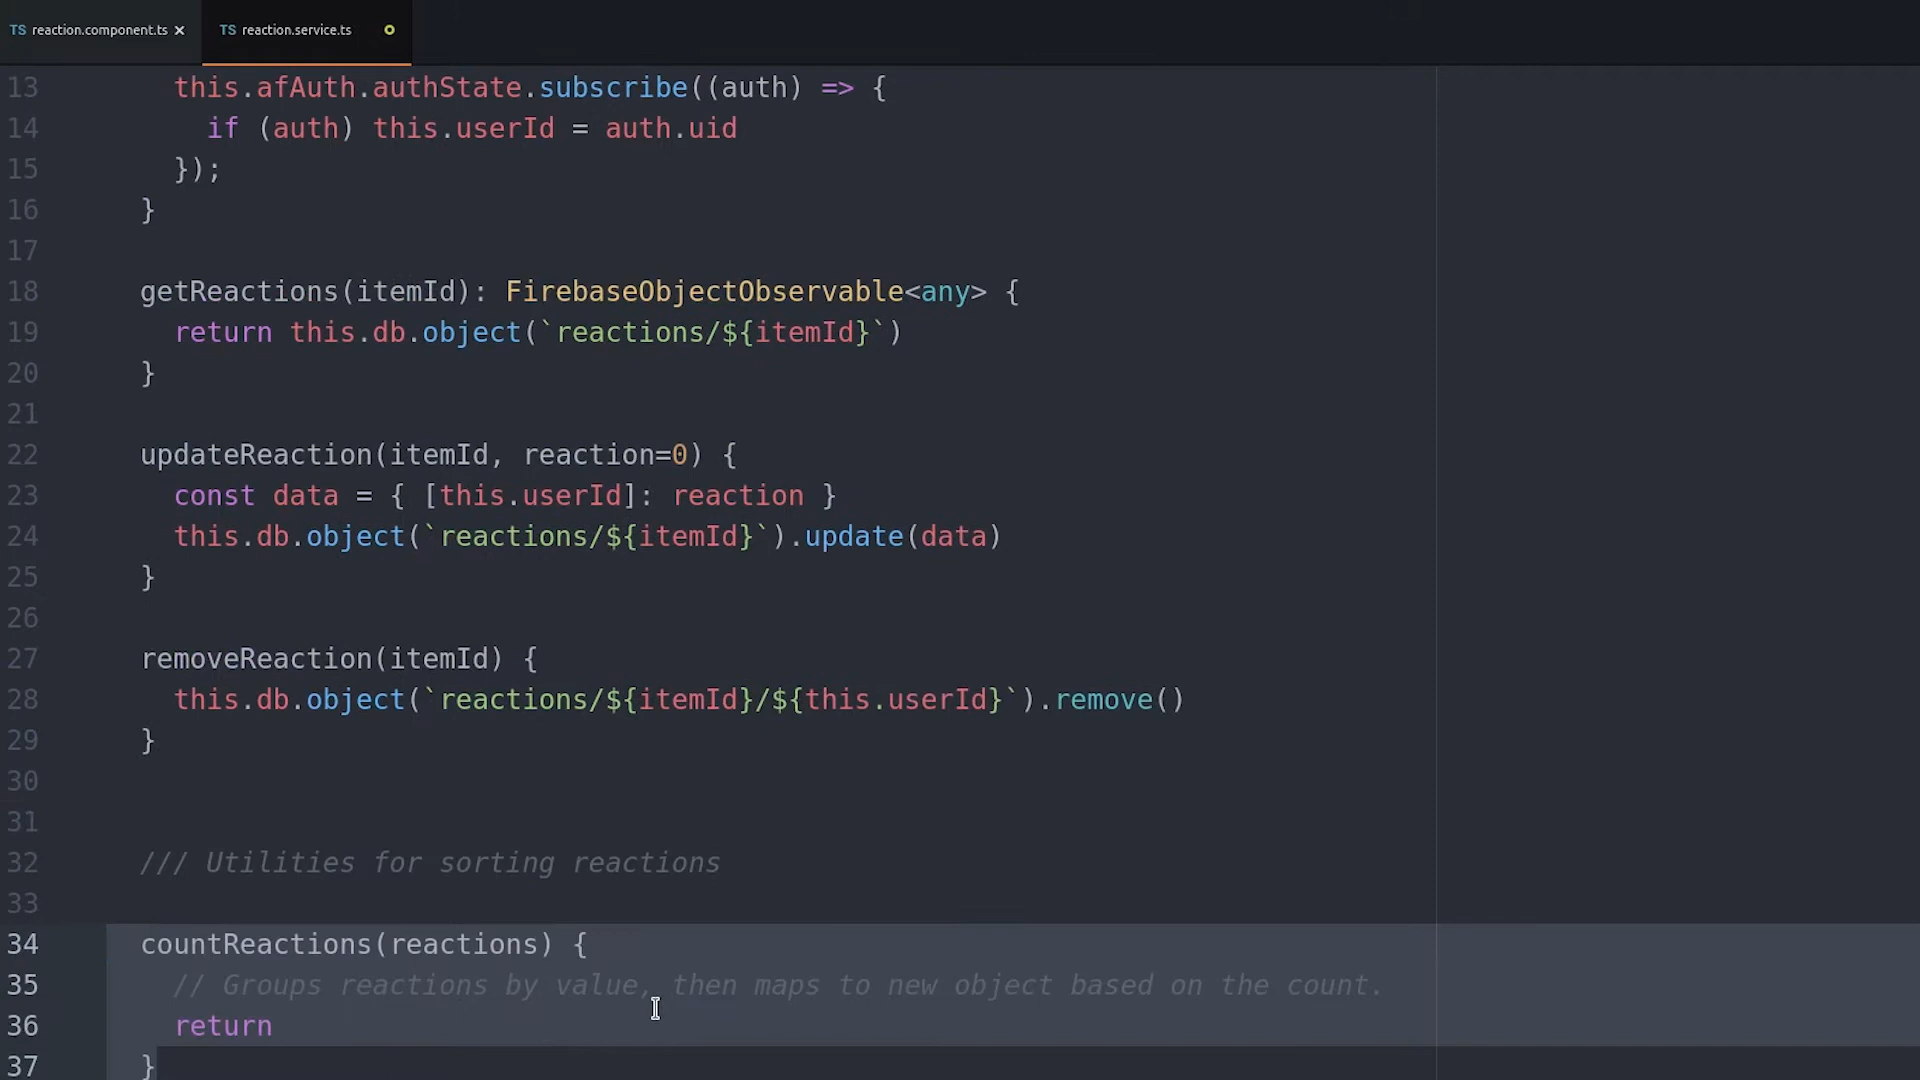 TS reaction.component.ts × TS reaction.service.ts
13 this.afAuth.authState.subscribe((auth) => {
14 if (auth) this.userId = auth.uid
15 });
16 }
17
18 getReactions(itemId): FirebaseObjectObservable<any> {
19 return this.db.object(`reactions/${itemId}`)
20 }
21
22 updateReaction(itemId, reaction=0) {
23 const data = { [this.userId]: reaction }
24 this.db.object(`reactions/${itemId}`).update(data)
25 }
26
27 removeReaction(itemId) {
28 this.db.object(`reactions/${itemId}/${this.userId}`).remove()
29 }
30
31
32 /// Utilities for sorting reactions
33
34 countReactions(reactions) {
35 // Groups reactions by value, then maps to new object based on the count.
36 return
37 }